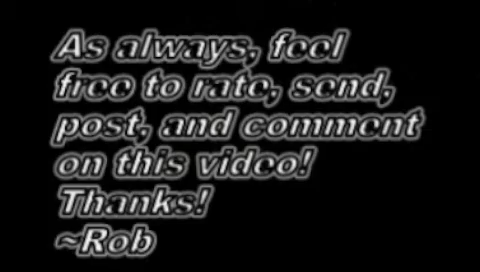 As always, feel
free to rate, send,
post, and comment
on this video!
Thanks!
~Rob